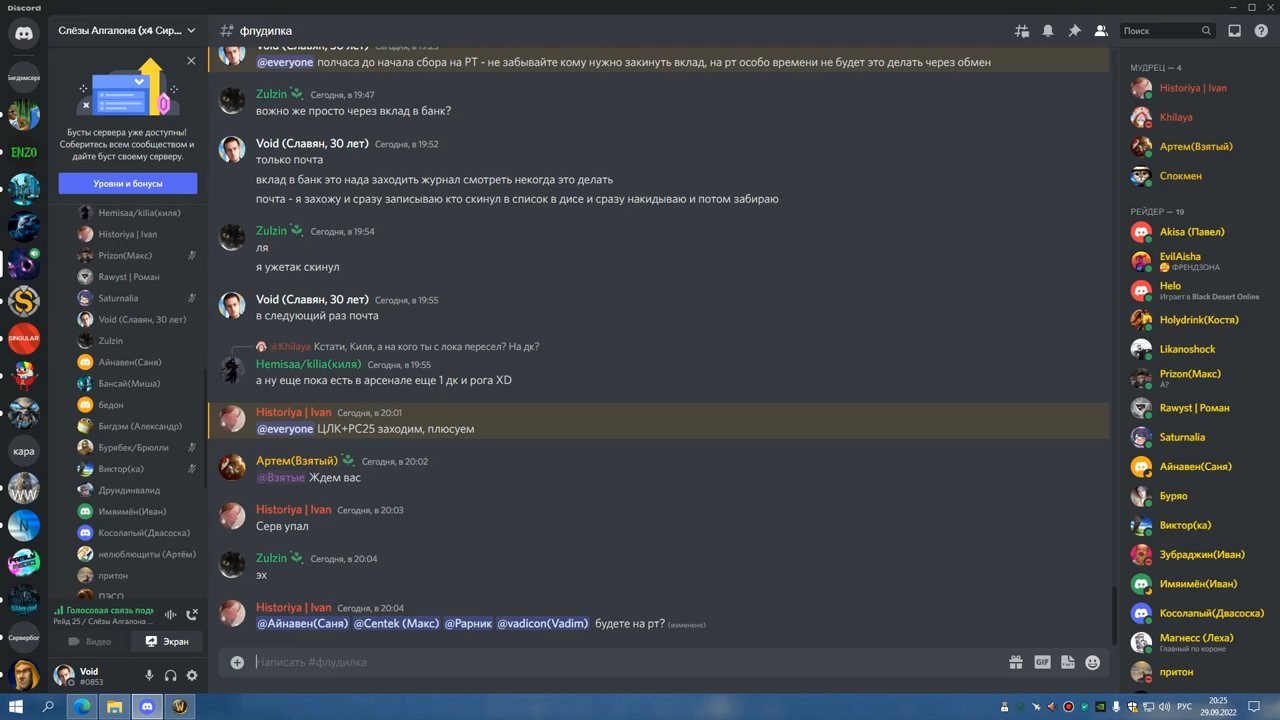 Discord
Слёзы Алгалона (x4 Сир...
флудилка
Поиск
Бусты сервера уже доступны!
Соберитесь всем сообществом и
дайте буст своему серверу.
Уровни и бонусы
Hemisaa/kilia(киля)
Historiya | Ivan
Prizon(Макс)
Rawyst | Роман
Saturnalia
Void (Славян, 30 лет)
Zulzin
Айнавен(Саня)
Бансай(Миша)
бедон
Бигдэм (Александр)
Бурябек/Брюлли
Виктор(ка)
Друидинвалид
Имяимён(Иван)
Косолапый(Двасоска)
нелюблющиты (Артём)
притон
ПЭСО
Голосовая связь подк
Рейд 25 / Слёзы Алгалона ...
Видео
Экран
Void
#0853
ENZO
SINGULAR
кара
WW
Void (Славян, 30 лет) Сегодня, в 19:25
@everyone полчаса до начала сбора на РТ - не забывайте кому нужно закинуть вклад, на рт особо времени не будет это делать через обмен
Zulzin Сегодня, в 19:47
вожно же просто через вклад в банк?
Void (Славян, 30 лет) Сегодня, в 19:52
только почта
вклад в банк это нада заходить журнал смотреть некогда это делать
почта - я захожу и сразу записываю кто скинул в список в дисе и сразу накидываю и потом забираю
Zulzin Сегодня, в 19:54
ля
я ужетак скинул
Void (Славян, 30 лет) Сегодня, в 19:55
в следующий раз почта
@Khilaya Кстати, Киля, а на кого ты с лока пересел? На дк?
Hemisaa/kilia(киля) Сегодня, в 19:55
а ну еще пока есть в арсенале еще 1 дк и рога XD
Historiya | Ivan Сегодня, в 20:01
@everyone ЦЛК+РС25 заходим, плюсуем
Артем(Взятый) Сегодня, в 20:02
@Взятые Ждем вас
Historiya | Ivan Сегодня, в 20:03
Серв упал
Zulzin Сегодня, в 20:04
эх
Historiya | Ivan Сегодня, в 20:04
@Айнавен(Саня) @Centek (Макс) @Рарник @vadicon(Vadim) будете на рт? (изменено)
Написать #флудилка
GIF
МУДРЕЦ — 4
Historiya | Ivan
Khilaya
Артем(Взятый)
Спокмен
РЕЙДЕР — 19
Akisa (Павел)
EvilAisha
ФРЕНДЗОНА
Helo
Играет в Black Desert Online
Holydrink(Костя)
Likanoshock
Prizon(Макс)
А?
Rawyst | Роман
Saturnalia
Айнавен(Саня)
Буряо
Виктор(ка)
Зубраджин(Иван)
Имяимён(Иван)
Косолапый(Двасоска)
Магнесс (Леха)
Главный по короне
притон
РУС
20:25
29.09.2022